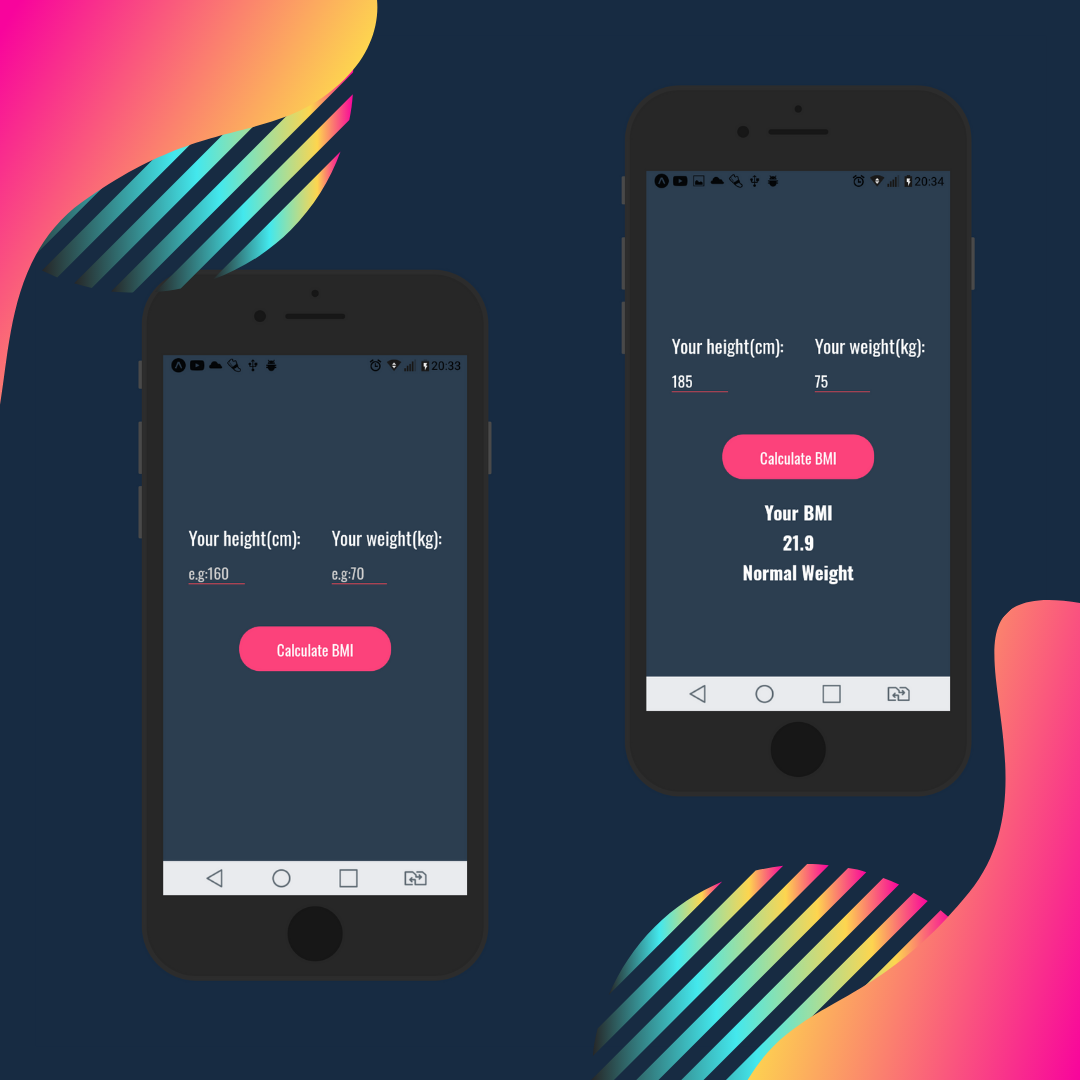 20:33
Your height(cm): Your weight(kg):
e.g:160 e.g:70
Calculate BMI
20:34
Your height(cm): Your weight(kg):
185 75
Calculate BMI
Your BMI
21.9
Normal Weight